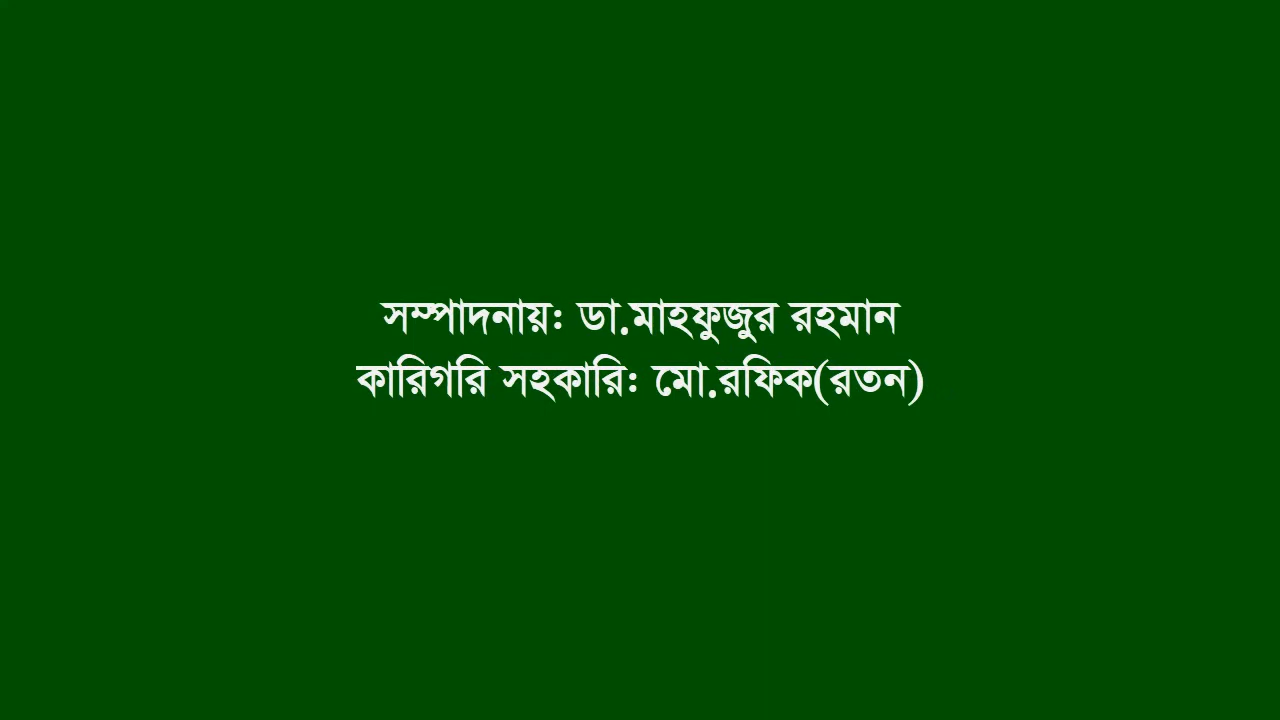 সম্পাদনায়: ডা.মাহফুজুর রহমান
কারিগরি সহকারি: মো.রফিক(রতন)